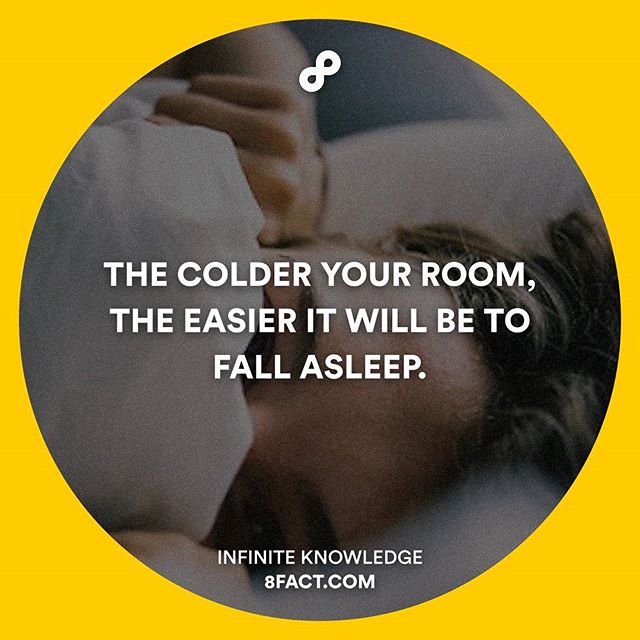 THE COLDER YOUR ROOM,
THE EASIER IT WILL BE TO
FALL ASLEEP.
INFINITE KNOWLEDGE
8FACT.COM